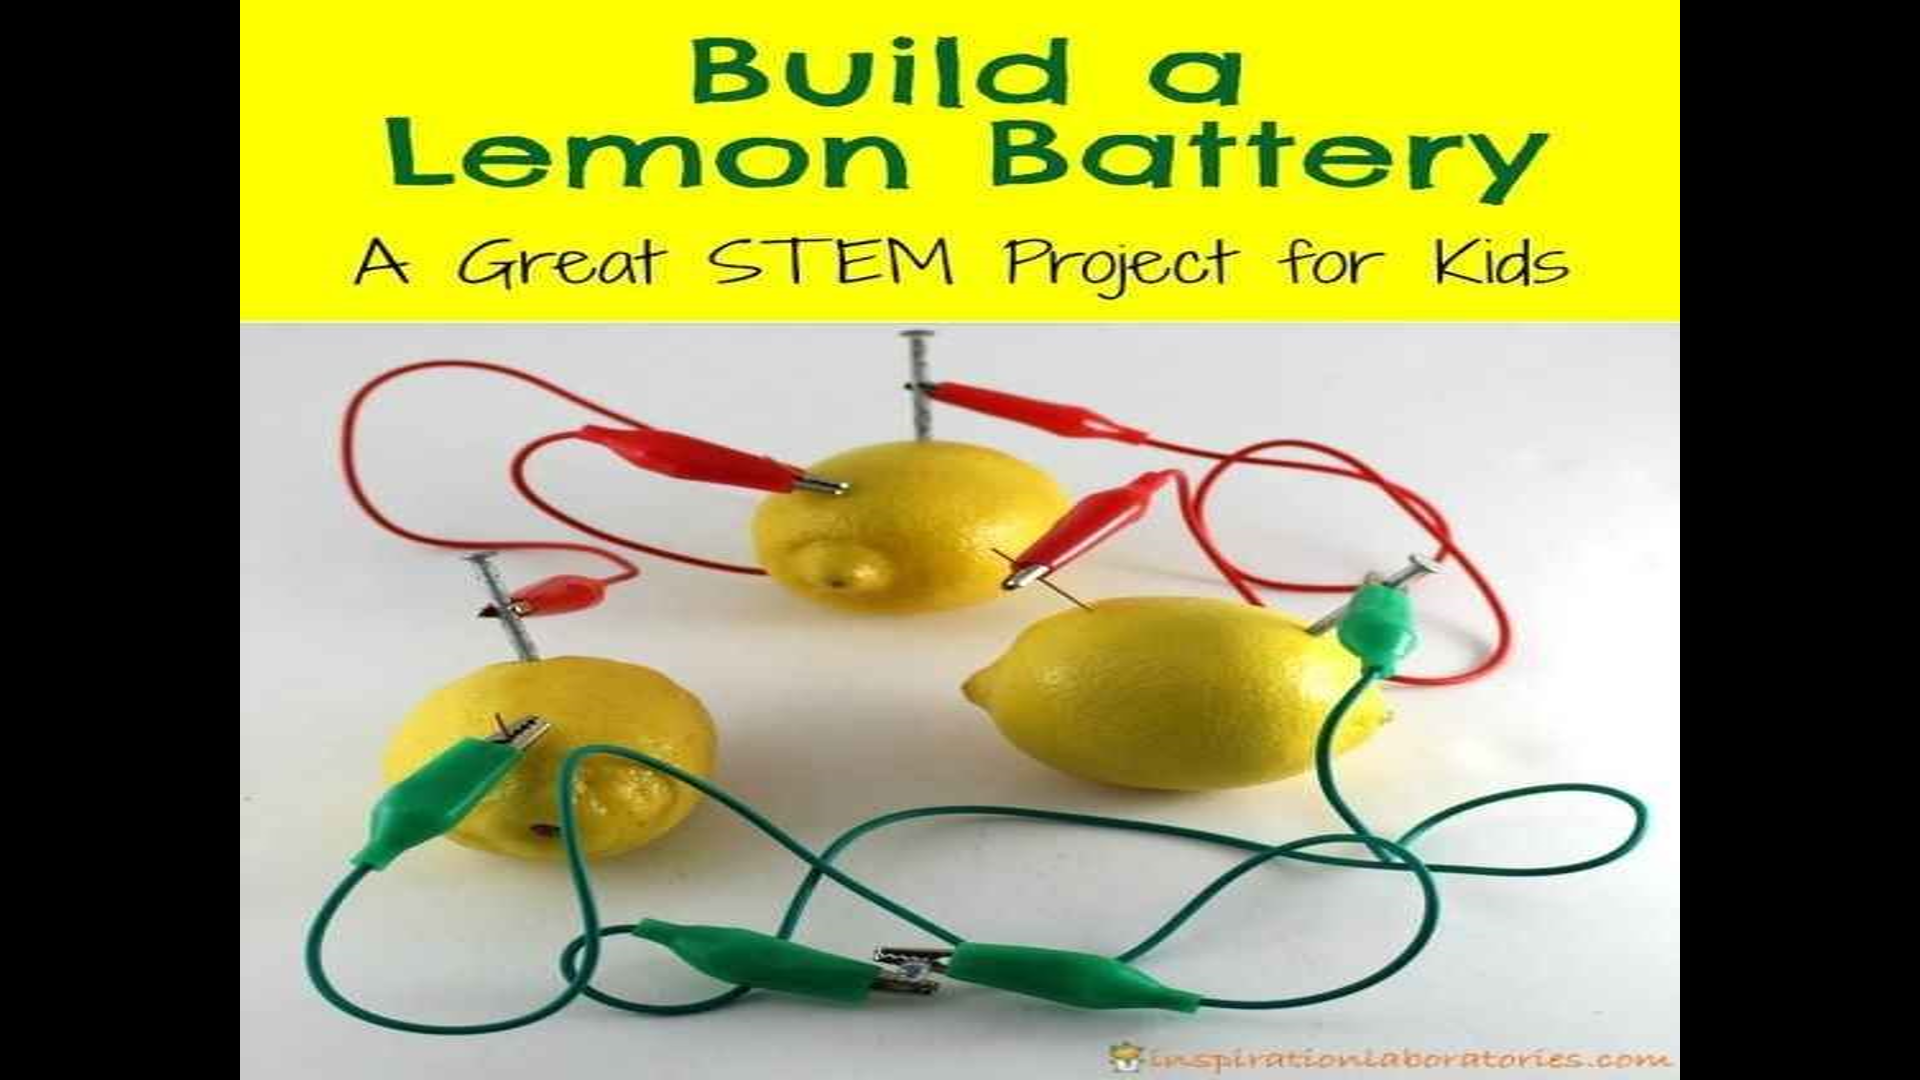 Build a
Lemon Battery
A Great STEM Project for Kids
inspirationlaboratories.com